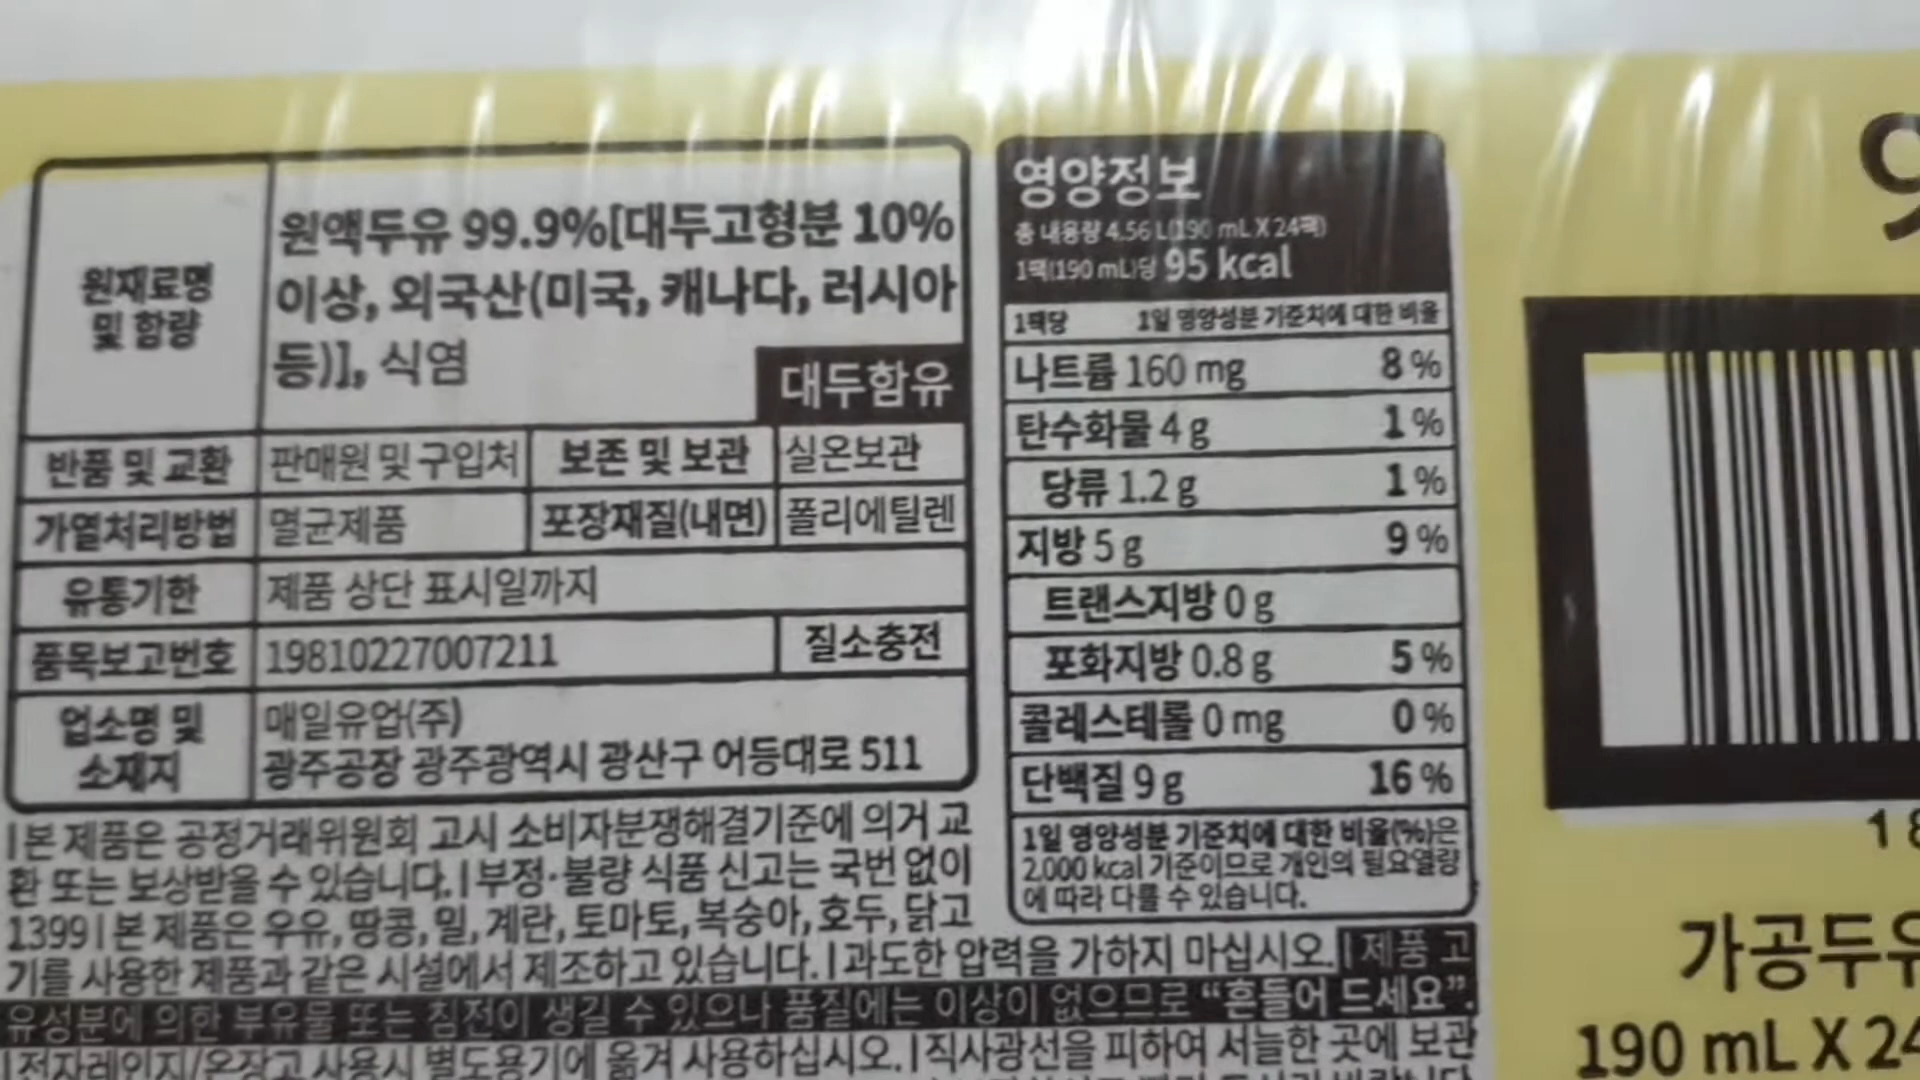 원재료명
및 함량
원액두유 99.9%[대두고형분 10%
이상, 외국산(미국, 캐나다, 러시아
등)], 식염
대두함유
반품 및 교환
판매원 및 구입처
보존 및 보관
실온보관
가열처리방법
멸균제품
포장재질(내면)
폴리에틸렌
유통기한
제품 상단 표시일까지
품목보고번호
19810227007211
질소충전
업소명 및
소재지
매일유업(주)
광주공장 광주광역시 광산구 어등대로 511
|본 제품은 공정거래위원회 고시 소비자분쟁해결기준에 의거 교
환 또는 보상받을 수 있습니다.|부정·불량 식품 신고는 국번 없이
1399|본 제품은 우유, 땅콩, 밀, 계란, 토마토, 복숭아, 호두, 닭고
기를 사용한 제품과 같은 시설에서 제조하고 있습니다.|과도한 압력을 가하지 마십시오.|제품 고
유성분에 의한 부유물 또는 침전이 생길 수 있으나 품질에는 이상이 없으므로 “흔들어 드세요”.
|전자레인지/온장고 사용시 별도용기에 옮겨 사용하십시오.|직사광선을 피하여 서늘한 곳에 보관
영양정보
총 내용량 4.56 L(190 mL X 24팩)
1팩(190 mL)당 95 kcal
1팩당 1일 영양성분 기준치에 대한 비율
나트륨 160 mg 8 %
탄수화물 4 g 1 %
당류 1.2 g 1 %
지방 5 g 9 %
트랜스지방 0 g
포화지방 0.8 g 5 %
콜레스테롤 0 mg 0 %
단백질 9 g 16 %
1일 영양성분 기준치에 대한 비율(%)은
2,000 kcal 기준이므로 개인의 필요열량
에 따라 다를 수 있습니다.
9
1 8
가공두유
190 mL X 24